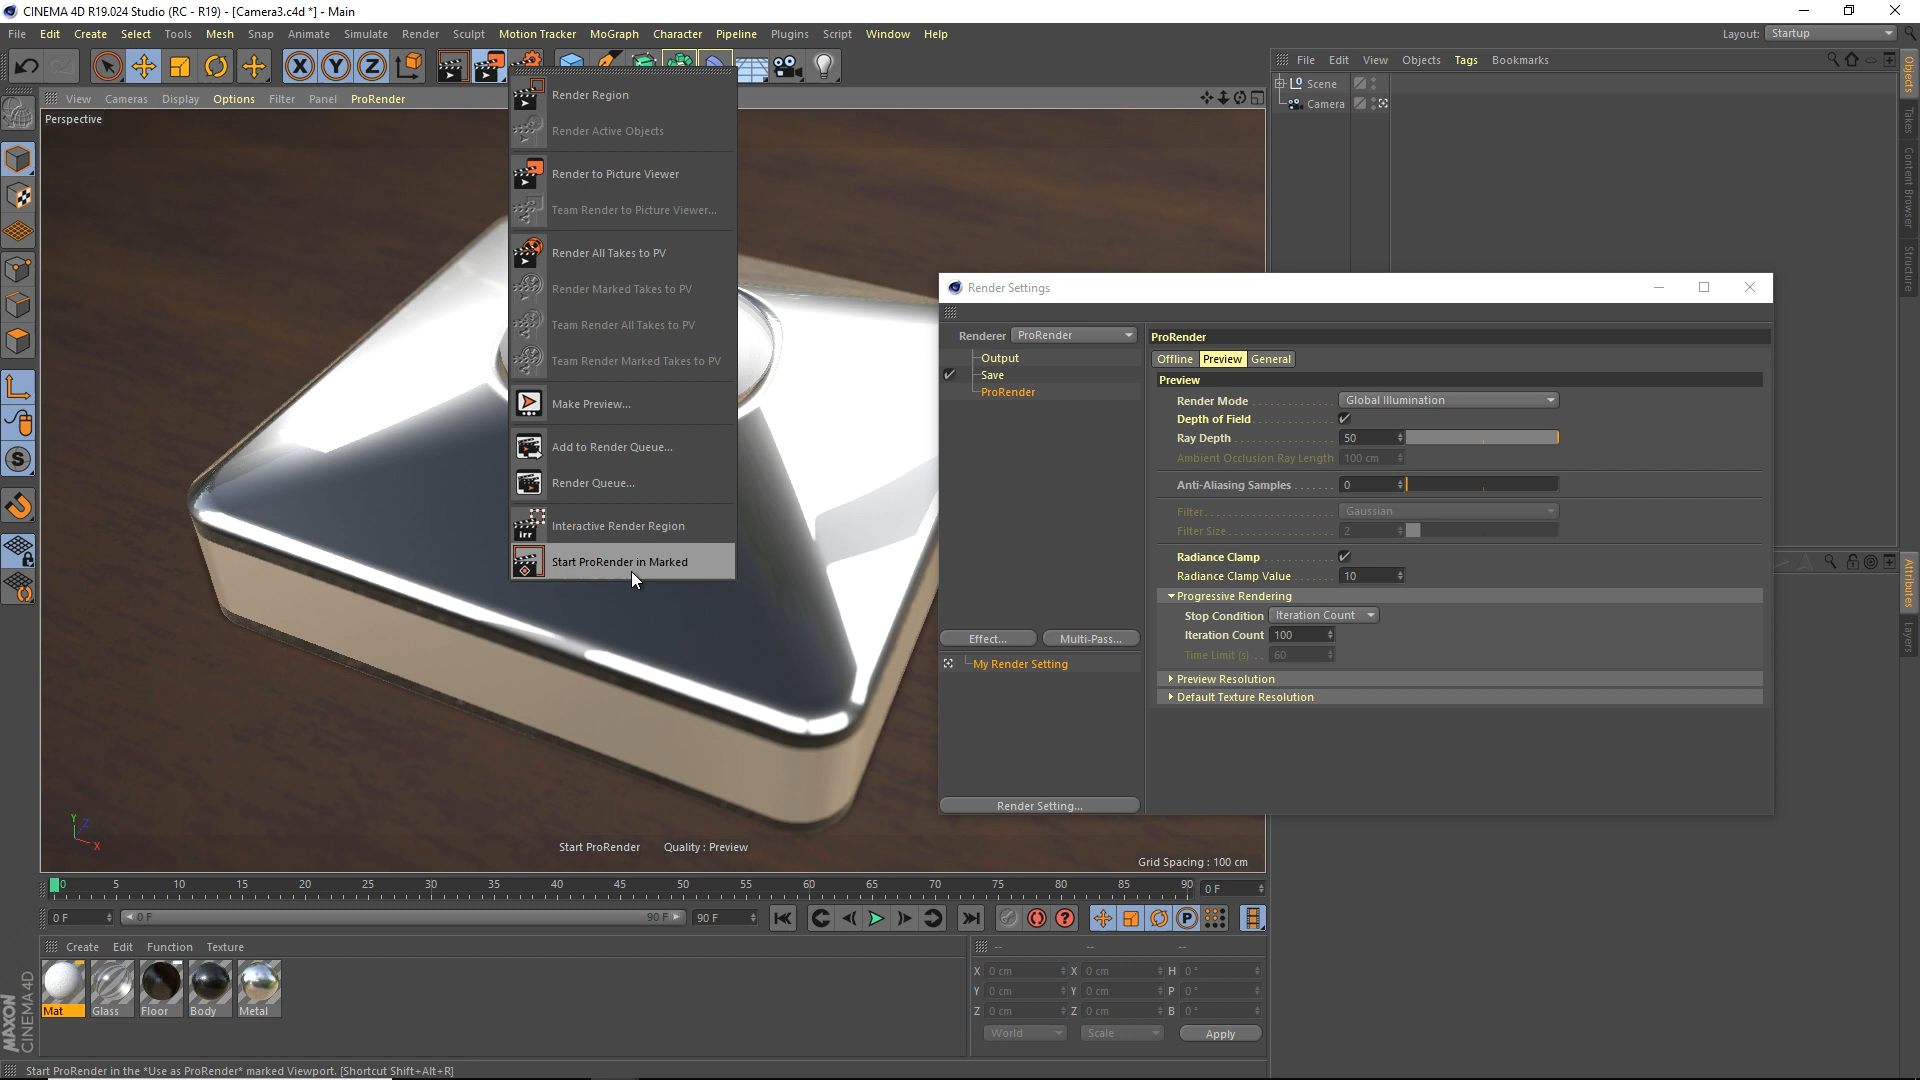 CINEMA 4D R19.024 Studio (RC - R19) - [Camera3.c4d *] - Main
File Edit Create Select Tools Mesh Snap Animate Simulate Render Sculpt Motion Tracker MoGraph Character Pipeline Plugins Script Window Help
Layout: Startup
X Y Z
File Edit View Objects Tags Bookmarks
View Cameras Display Options Filter Panel ProRender
Perspective
Scene
Camera
Objects
Takes
Content Browser
Structure
Render Region
Render Active Objects
Render to Picture Viewer
Team Render to Picture Viewer...
Render All Takes to PV
Render Marked Takes to PV
Team Render All Takes to PV
Team Render Marked Takes to PV
Make Preview...
Add to Render Queue...
Render Queue...
irr
Interactive Render Region
Start ProRender in Marked
Render Settings
Renderer ProRender
Output
Save
ProRender
Effect... Multi-Pass...
My Render Setting
Render Setting...
ProRender
Offline Preview General
Preview
Render Mode Global Illumination
Depth of Field
Ray Depth 50
Ambient Occlusion Ray Length 100 cm
Anti-Aliasing Samples 0
Filter Gaussian
Filter Size 2
Radiance Clamp
Radiance Clamp Value 10
Progressive Rendering
Stop Condition Iteration Count
Iteration Count 100
Time Limit (s) 60
Preview Resolution
Default Texture Resolution
Attributes
Layers
S
Y Z X
Start ProRender Quality : Preview
Grid Spacing : 100 cm
0 5 10 15 20 25 30 35 40 45 50 55 60 65 70 75 80 85 90 0 F
0 F 0 F 90 F 90 F
P
Create Edit Function Texture
Mat Glass Floor Body Metal
-- -- --
X 0 cm X 0 cm H 0 °
Y 0 cm Y 0 cm P 0 °
Z 0 cm Z 0 cm B 0 °
World Scale Apply
MAXON
CINEMA 4D
Start ProRender in the *Use as ProRender* marked Viewport. [Shortcut Shift+Alt+R]